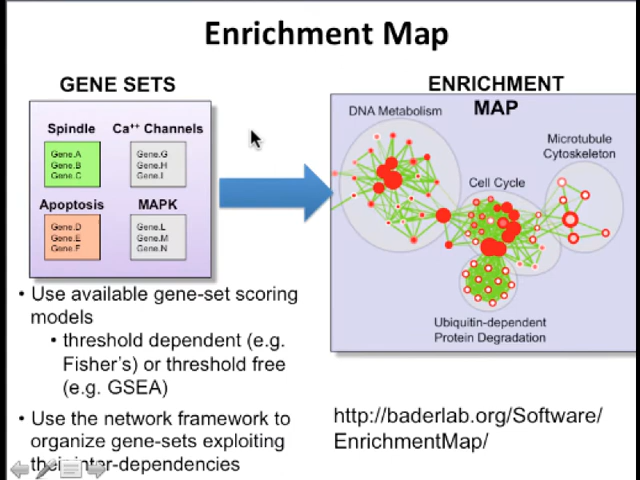 Enrichment Map
GENE SETS
Spindle
Gene.A
Gene.B
Gene.C
Ca++ Channels
Gene.G
Gene.H
Gene.I
Apoptosis
Gene.D
Gene.E
Gene.F
MAPK
Gene.L
Gene.M
Gene.N
ENRICHMENT
MAP
DNA Metabolism
Microtubule
Cytoskeleton
Cell Cycle
Ubiquitin-dependent
Protein Degradation
• Use available gene-set scoring
models
• threshold dependent (e.g.
Fisher's) or threshold free
(e.g. GSEA)
• Use the network framework to
organize gene-sets exploiting
their inter-dependencies
http://baderlab.org/Software/
EnrichmentMap/